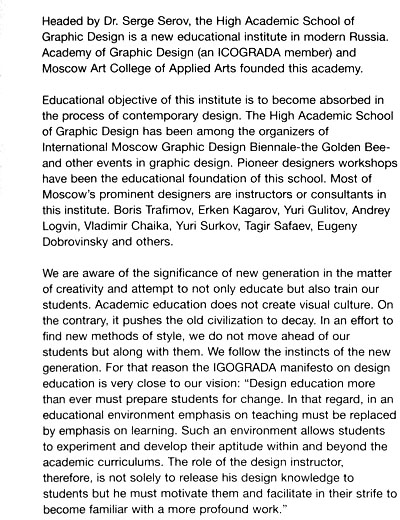 Headed by Dr. Serge Serov, the High Academic School of
Graphic Design is a new educational institute in modern Russia.
Academy of Graphic Design (an ICOGRADA member) and
Moscow Art College of Applied Arts founded this academy.

Educational objective of this institute is to become absorbed in
the process of contemporary design. The High Academic School
of Graphic Design has been among the organizers of
International Moscow Graphic Design Biennale-the Golden Bee-
and other events in graphic design. Pioneer designers workshops
have been the educational foundation of this school. Most of
Moscow's prominent designers are instructors or consultants in
this institute. Boris Trafimov, Erken Kagarov, Yuri Gulitov, Andrey
Logvin, Vladimir Chaika, Yuri Surkov, Tagir Safaev, Eugeny
Dobrovinsky and others.

We are aware of the significance of new generation in the matter
of creativity and attempt to not only educate but also train our
students. Academic education does not create visual culture. On
the contrary, it pushes the old civilization to decay. In an effort to
find new methods of style, we do not move ahead of our
students but along with them. We follow the instincts of the new
generation. For that reason the IGOGRADA manifesto on design
education is very close to our vision: “Design education more
than ever must prepare students for change. In that regard, in an
educational environment emphasis on teaching must be replaced
by emphasis on learning. Such an environment allows students
to experiment and develop their aptitude within and beyond the
academic curriculums. The role of the design instructor,
therefore, is not solely to release his design knowledge to
students but he must motivate them and facilitate in their strife to
become familiar with a more profound work.”